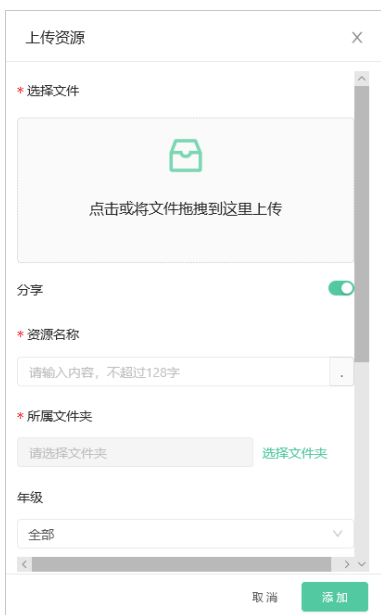 上传资源
* 选择文件
点击或将文件拖拽到这里上传
分享
* 资源名称
请输入内容，不超过128字
.
* 所属文件夹
请选择文件夹
选择文件夹
年级
全部
取消
添加